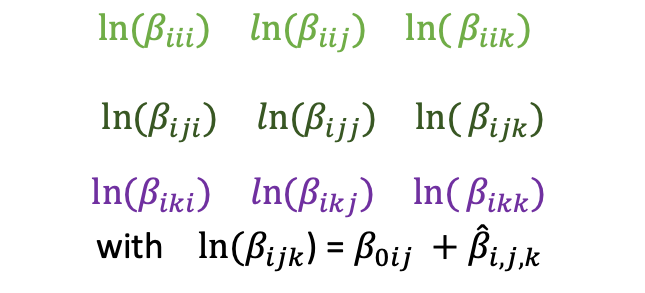 ln(βᵢᵢᵢ) ln(βᵢᵢⱼ) ln( βᵢᵢₖ)
ln(βᵢⱼᵢ) ln(βᵢⱼⱼ) ln( βᵢⱼₖ)
ln(βᵢₖᵢ) ln(βᵢₖⱼ) ln( βᵢₖₖ)
with ln(βᵢⱼₖ) = β₀ᵢⱼ + β̂ᵢ,ⱼ,ₖ